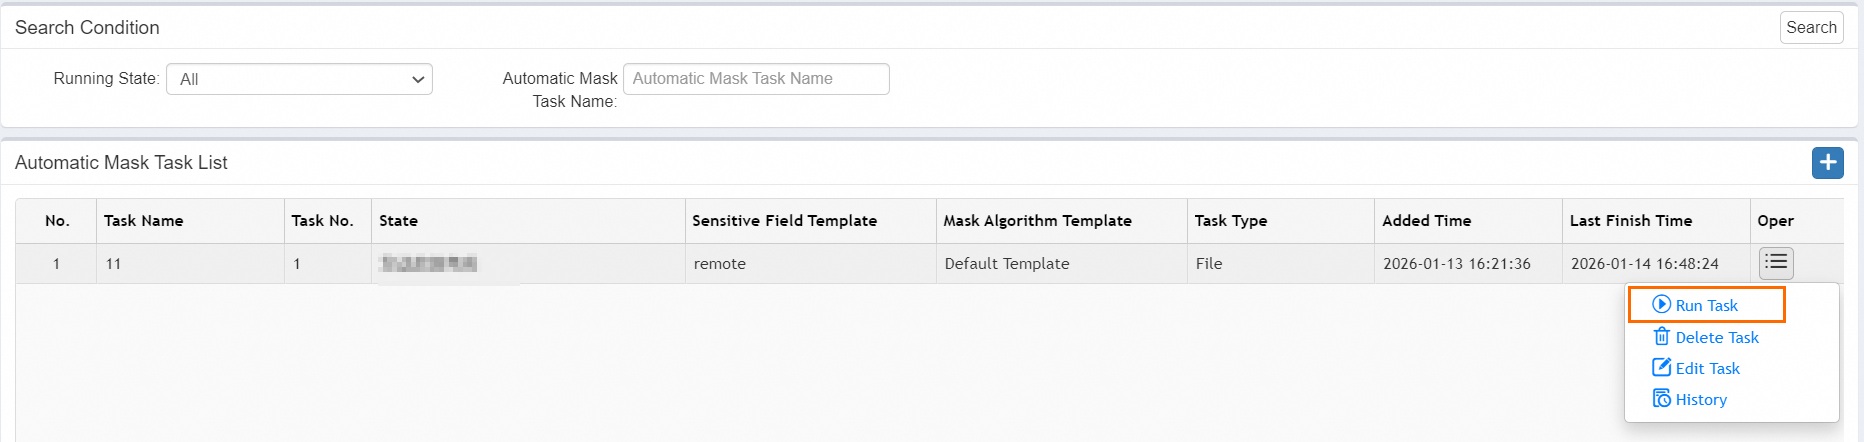 Search Condition Search
Running State: All Automatic Mask Task Name: Automatic Mask Task Name
Automatic Mask Task List
No. Task Name Task No. State Sensitive Field Template Mask Algorithm Template Task Type Added Time Last Finish Time Oper
1 11 1 remote Default Template File 2026-01-13 16:21:36 2026-01-14 16:48:24
Run Task
Delete Task
Edit Task
History